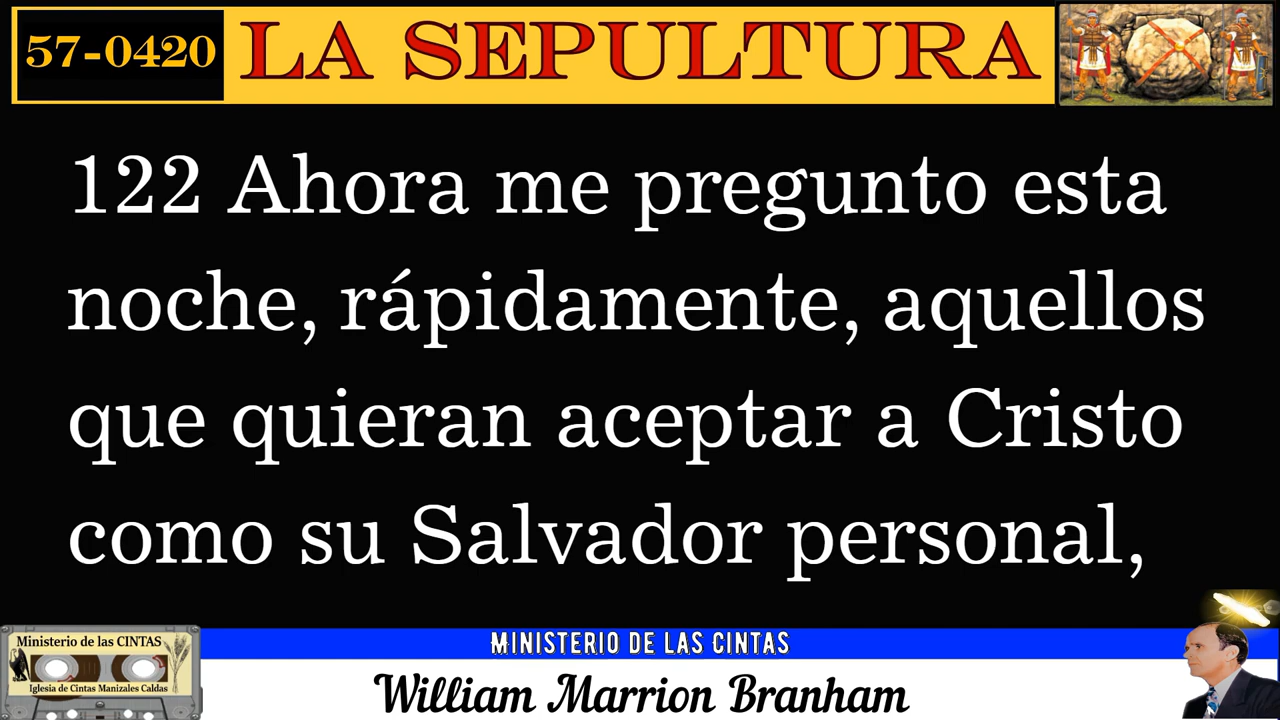 57-0420 LA SEPULTURA
122 Ahora me pregunto esta
noche, rápidamente, aquellos
que quieran aceptar a Cristo
como su Salvador personal,
Ministerio de las CINTAS
Iglesia de Cintas Manizales Caldas
MINISTERIO DE LAS CINTAS
William Marrion Branham